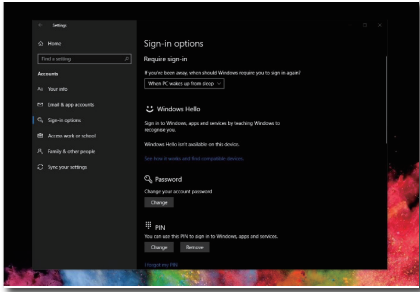 Settings
Home
Find a setting
Accounts
Your info
Email & app accounts
Sign-in options
Access work or school
Family & other people
Sync your settings
Sign-in options
Require sign-in
If you've been away, when should Windows require you to sign in again?
When PC wakes up from sleep
Windows Hello
Sign in to Windows, apps and services by teaching Windows to
recognise you.
Windows Hello isn't available on this device.
See how it works and find compatible devices.
Password
Change your account password
Change
PIN
You can use this PIN to sign in to Windows, apps and services.
Change Remove
I forgot my PIN